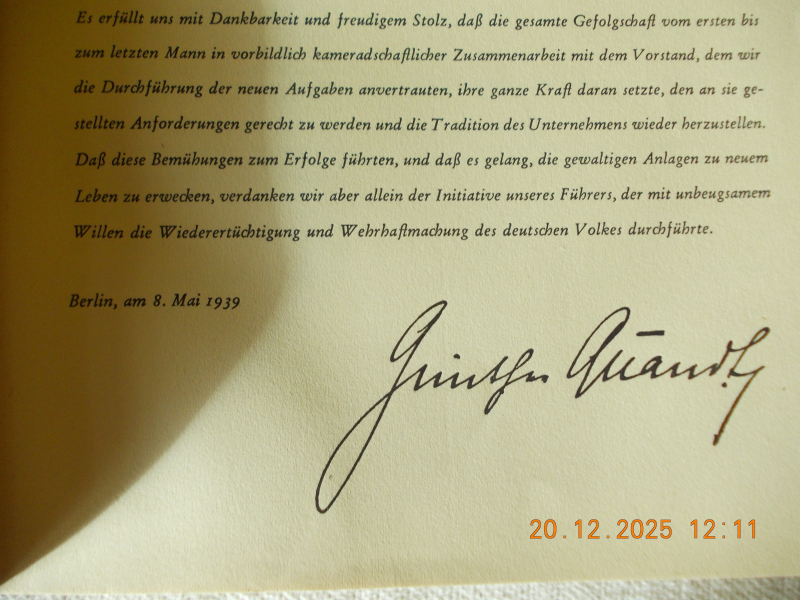 Es erfüllt uns mit Dankbarkeit und freudigem Stolz, daß die gesamte Gefolgschaft vom ersten bis
zum letzten Mann in vorbildlich kameradschaftlicher Zusammenarbeit mit dem Vorstand, dem wir
die Durchführung der neuen Aufgaben anvertrauten, ihre ganze Kraft daran setzte, den an sie ge-
stellten Anforderungen gerecht zu werden und die Tradition des Unternehmens wieder herzustellen.
Daß diese Bemühungen zum Erfolge führten, und daß es gelang, die gewaltigen Anlagen zu neuem
Leben zu erwecken, verdanken wir aber allein der Initiative unseres Führers, der mit unbeugsamem
Willen die Wiederertüchtigung und Wehrhaftmachung des deutschen Volkes durchführte.
Berlin, am 8. Mai 1939
Günther Quandt
20.12.2025 12:11